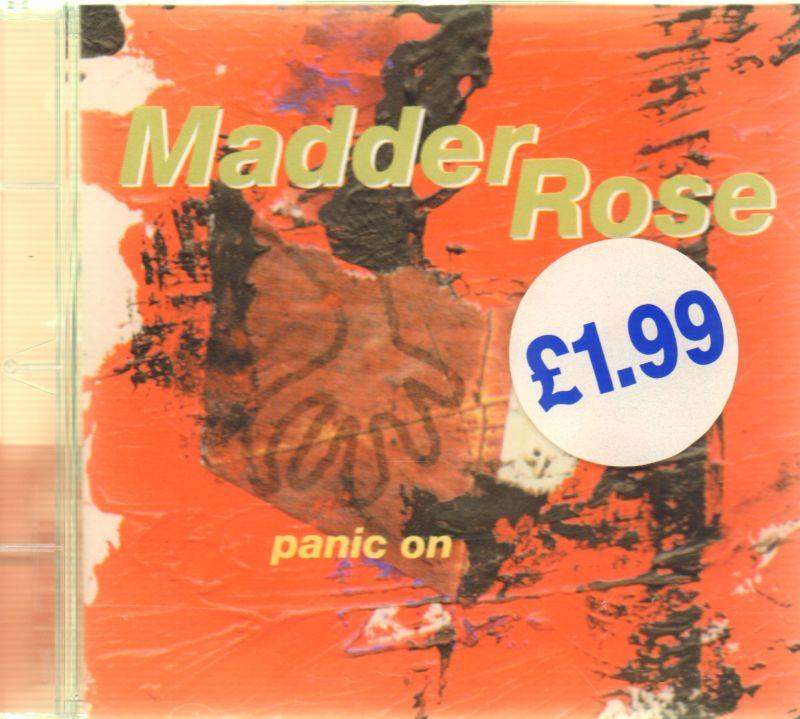 Madder
Rose
£1.99
panic on